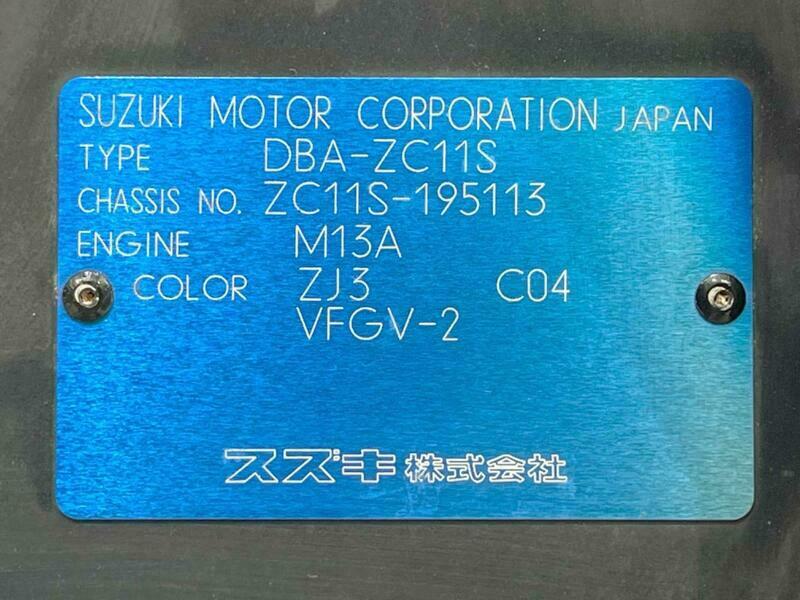 SUZUKI MOTOR CORPORATION JAPAN
TYPE DBA-ZC11S
CHASSIS NO. ZC11S-195113
ENGINE M13A
COLOR ZJ3 C04
VFGV-2
スズキ株式会社